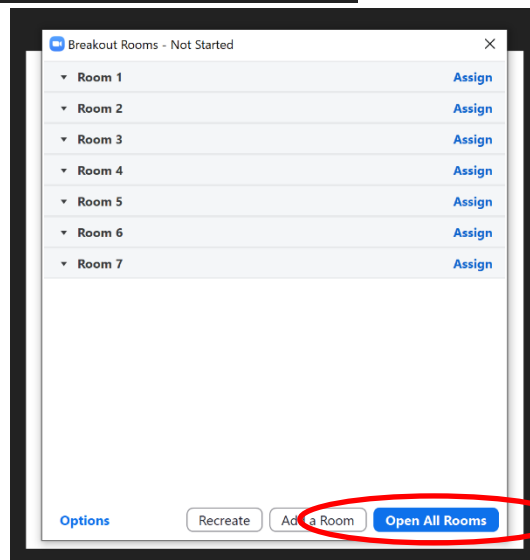 Breakout Rooms - Not Started
Room 1 Assign
Room 2 Assign
Room 3 Assign
Room 4 Assign
Room 5 Assign
Room 6 Assign
Room 7 Assign
Options Recreate Add a Room Open All Rooms